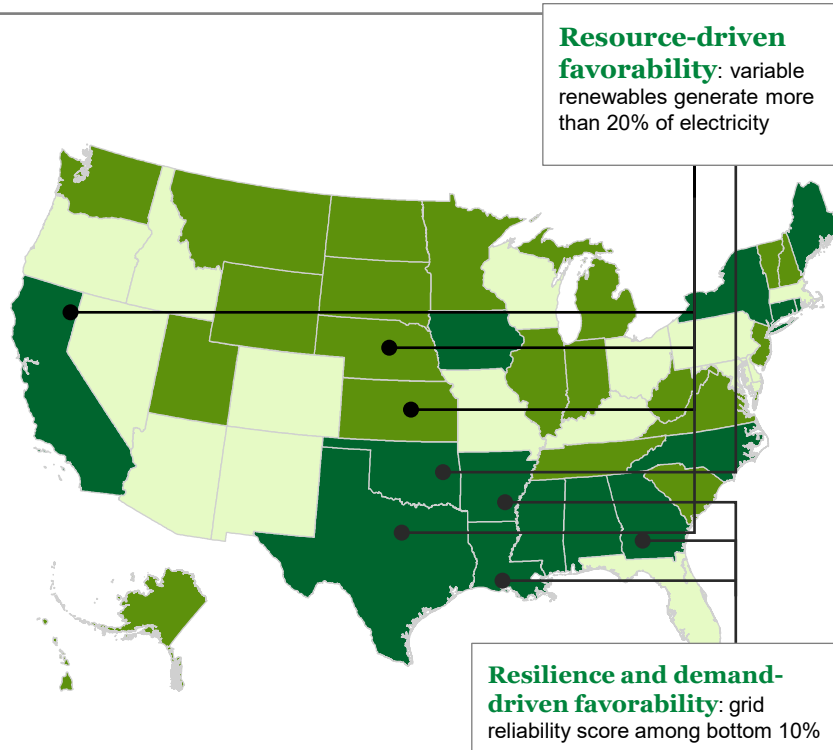 Resource-driven
favorability: variable
renewables generate more
than 20% of electricity
Resilience and demand-
driven favorability: grid
reliability score among bottom 10%